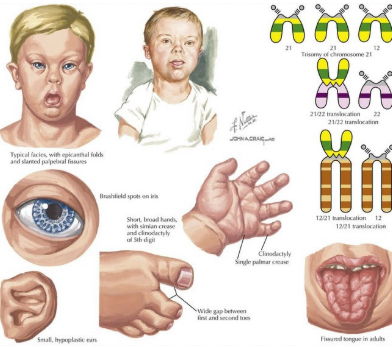 21
21
12
Trisomy of chromosome 21
21/22 translocation
22
21/22 translocation
JOHN A.CRAIG
Typical facies, with epicanthal folds
and slanted palpebral fissures
12/21 translocation
12
12/21 translocation
Brushfield spots on iris
Short, broad hands,
with simian crease
and clinodactyly
of 5th digit
Clinodactyly
Single palmar crease
Wide gap between
first and second toes
Small, hypoplastic ears
Fissured tongue in adults